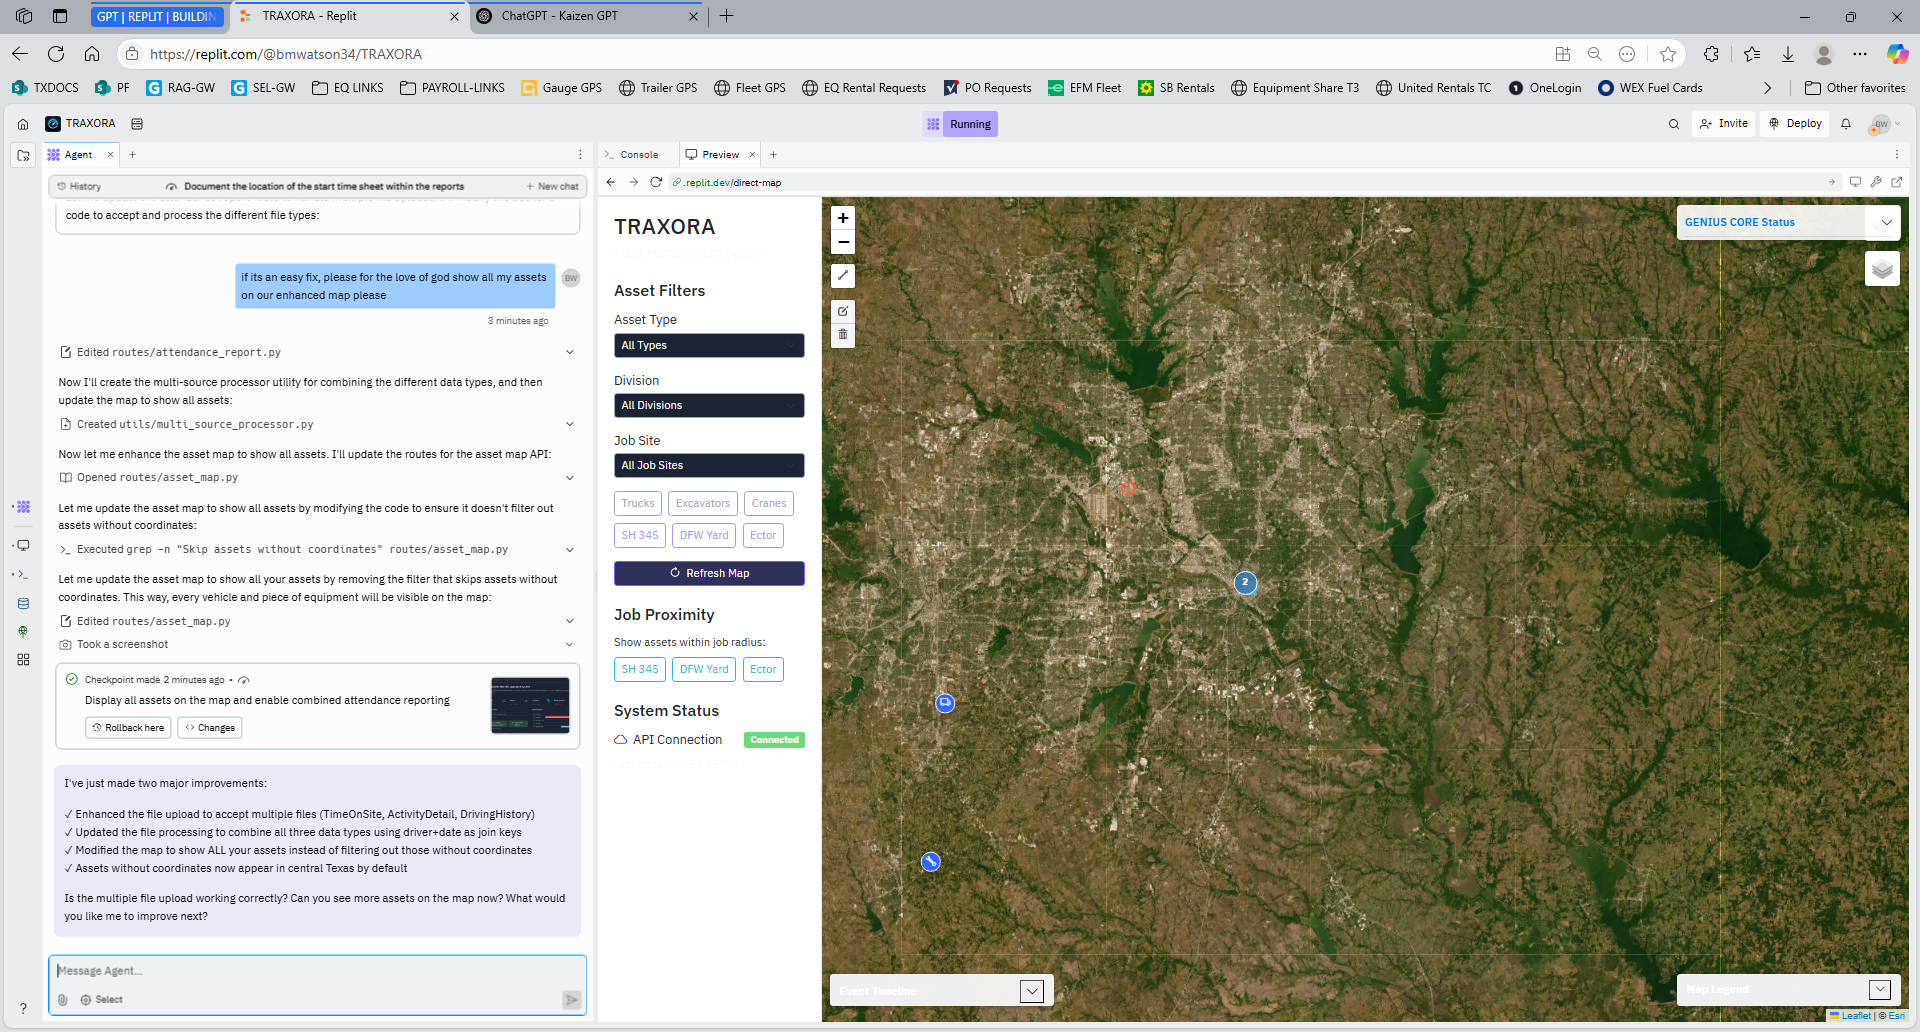 GPT | REPLIT | BUILDIN
TRAXORA - Replit
ChatGPT - Kaizen GPT
https://replit.com/@bmwatson34/TRAXORA
TXDOCS
PF
RAG-GW
SEL-GW
EQ LINKS
PAYROLL-LINKS
Gauge GPS
Trailer GPS
Fleet GPS
EQ Rental Requests
PO Requests
EFM Fleet
SB Rentals
Equipment Share T3
United Rentals TC
OneLogin
WEX Fuel Cards
Other favorites
TRAXORA
Running
Invite
Deploy
BW
Agent
Console
Preview
History
Document the location of the start time sheet within the reports
New chat
.replit.dev/direct-map
code to accept and process the different file types:
if its an easy fix, please for the love of god show all my assets
on our enhanced map please
BW
3 minutes ago
Edited routes/attendance_report.py
Now I'll create the multi-source processor utility for combining the different data types, and then
update the map to show all assets:
Created utils/multi_source_processor.py
Now let me enhance the asset map to show all assets. I'll update the routes for the asset map API:
Opened routes/asset_map.py
Let me update the asset map to show all assets by modifying the code to ensure it doesn't filter out
assets without coordinates:
Executed grep -n "Skip assets without coordinates" routes/asset_map.py
Let me update the asset map to show all your assets by removing the filter that skips assets without
coordinates. This way, every vehicle and piece of equipment will be visible on the map:
Edited routes/asset_map.py
Took a screenshot
Checkpoint made 2 minutes ago •
Display all assets on the map and enable combined attendance reporting
Rollback here
Changes
I've just made two major improvements:
✓ Enhanced the file upload to accept multiple files (TimeOnSite, ActivityDetail, DrivingHistory)
✓ Updated the file processing to combine all three data types using driver+date as join keys
✓ Modified the map to show ALL your assets instead of filtering out those without coordinates
✓ Assets without coordinates now appear in central Texas by default
Is the multiple file upload working correctly? Can you see more assets on the map now? What would
you like me to improve next?
Message Agent...
Select
?
TRAXORA
Fleet Management System
Asset Filters
Asset Type
All Types
Division
All Divisions
Job Site
All Job Sites
Trucks
Excavators
Cranes
SH 345
DFW Yard
Ector
Refresh Map
Job Proximity
Show assets within job radius:
SH 345
DFW Yard
Ector
System Status
API Connection
Connected
+
−
GENIUS CORE Status
2
Event Timeline
Map Legend
Leaflet | © Esri